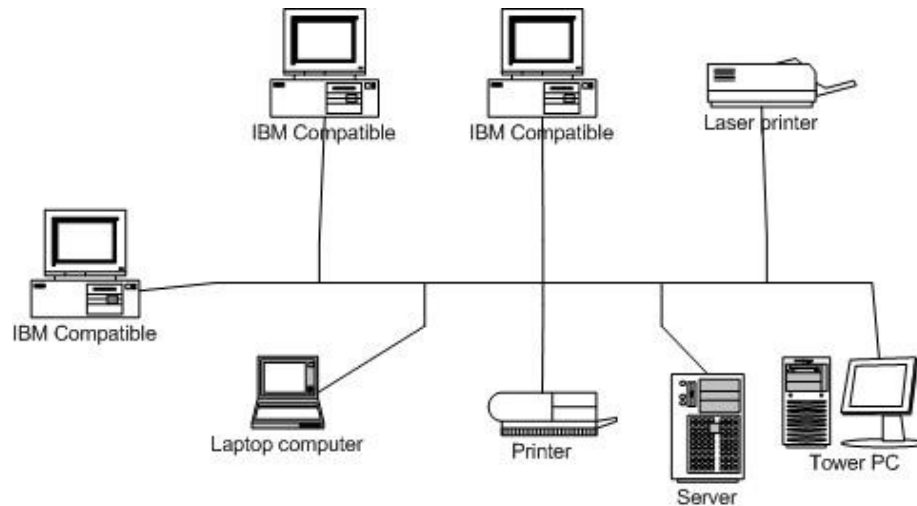 IBM Compatible
IBM Compatible
Laser printer
IBM Compatible
Laptop computer
Printer
Server
Tower PC